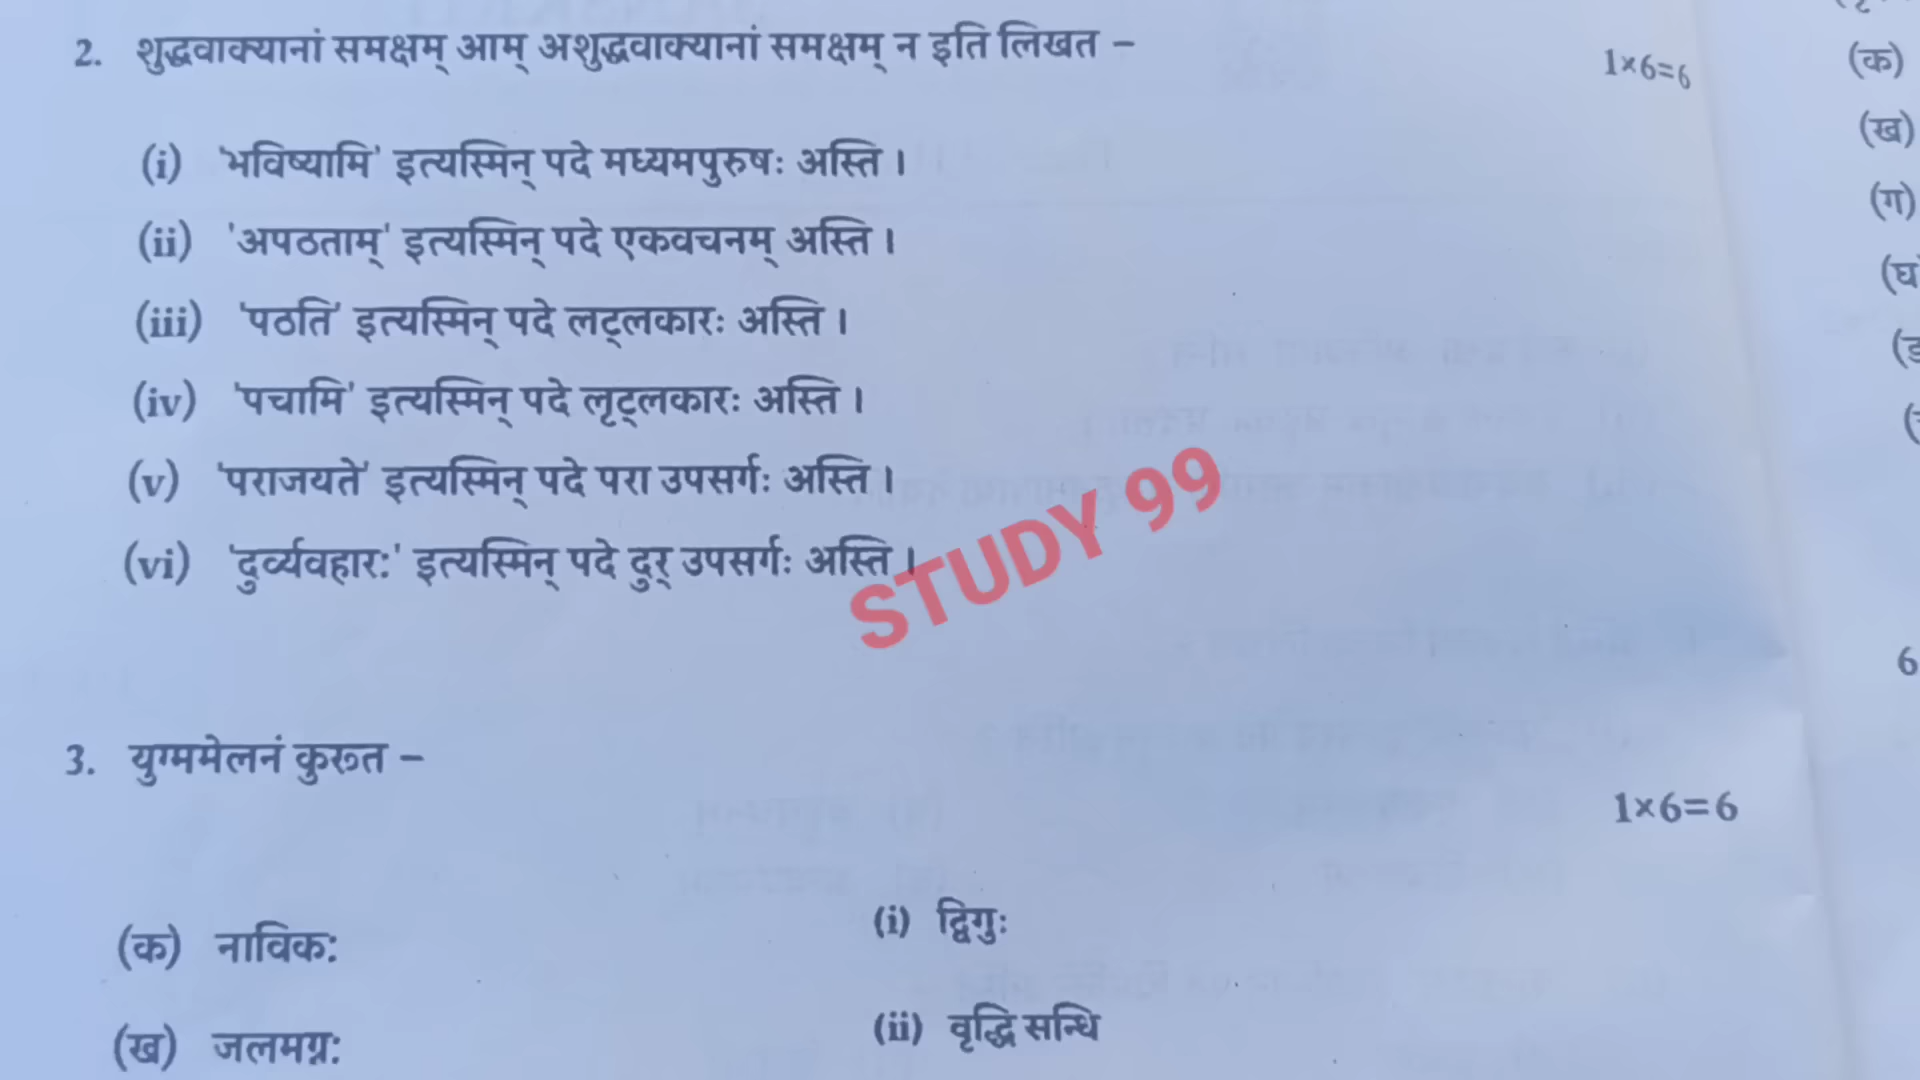 2. शुद्धवाक्यानां समक्षम् आम् अशुद्धवाक्यानां समक्षम् न इति लिखत –
1×6=6
(i) 'भविष्यामि' इत्यस्मिन् पदे मध्यमपुरुषः अस्ति ।
(ii) 'अपठताम्' इत्यस्मिन् पदे एकवचनम् अस्ति ।
(iii) 'पठति' इत्यस्मिन् पदे लट्लकारः अस्ति ।
(iv) 'पचामि' इत्यस्मिन् पदे लृट्लकारः अस्ति ।
(v) 'पराजयते' इत्यस्मिन् पदे परा उपसर्गः अस्ति ।
(vi) 'दुर्व्यवहार:' इत्यस्मिन् पदे दुर् उपसर्गः अस्ति ।
STUDY 99
3. युग्ममेलनं कुरूत –
1×6=6
(क) नाविक:
(i) द्विगुः
(ख) जलमग्न:
(ii) वृद्धि सन्धि
(क)
(ख)
(ग)
(घ
6